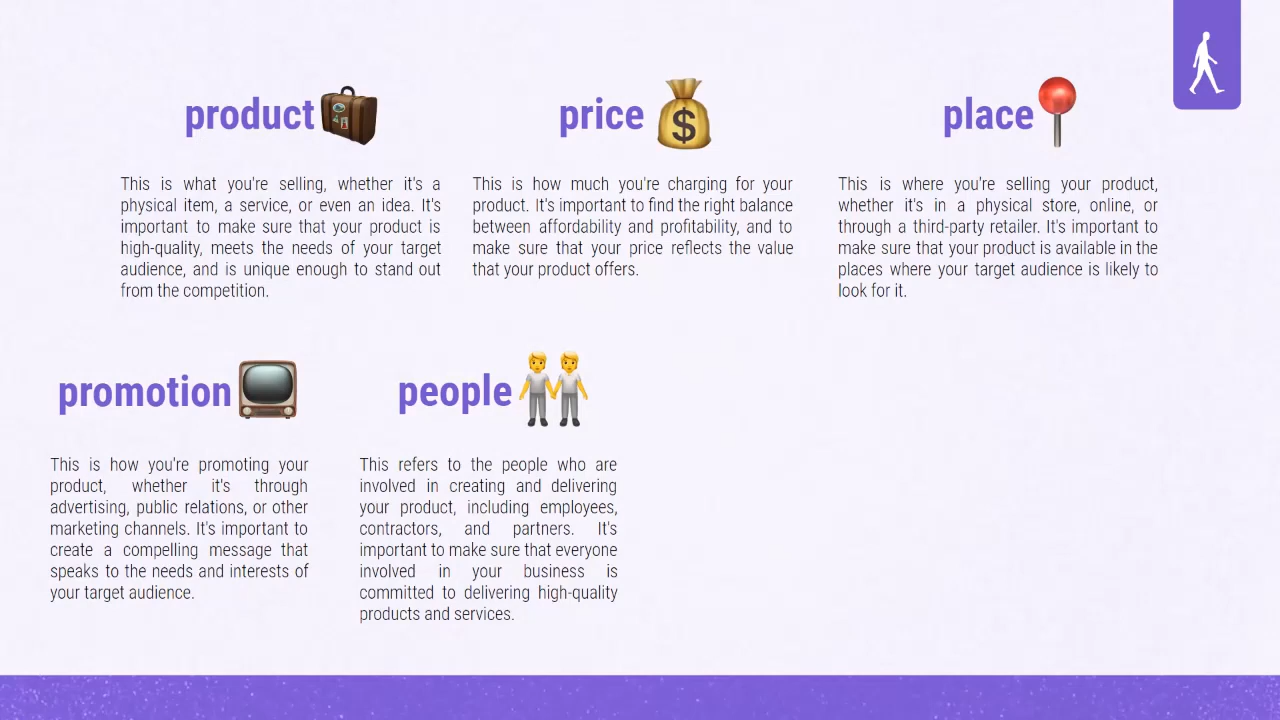 product
This is what you're selling, whether it's a
physical item, a service, or even an idea. It's
important to make sure that your product is
high-quality, meets the needs of your target
audience, and is unique enough to stand out
from the competition.
price
$
This is how much you're charging for your
product. It's important to find the right balance
between affordability and profitability, and to
make sure that your price reflects the value
that your product offers.
place
This is where you're selling your product,
whether it's in a physical store, online, or
through a third-party retailer. It's important to
make sure that your product is available in the
places where your target audience is likely to
look for it.
promotion
This is how you're promoting your
product, whether it's through
advertising, public relations, or other
marketing channels. It's important to
create a compelling message that
speaks to the needs and interests of
your target audience.
people
This refers to the people who are
involved in creating and delivering
your product, including employees,
contractors, and partners. It's
important to make sure that everyone
involved in your business is
committed to delivering high-quality
products and services.